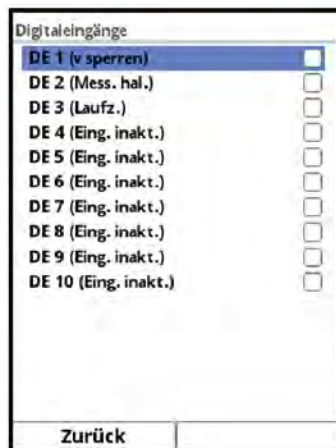 Digitaleingänge
DE 1 (v sperren)
DE 2 (Mess. hal.)
DE 3 (Laufz.)
DE 4 (Eing. inakt.)
DE 5 (Eing. inakt.)
DE 6 (Eing. inakt.)
DE 7 (Eing. inakt.)
DE 8 (Eing. inakt.)
DE 9 (Eing. inakt.)
DE 10 (Eing. inakt.)
Zurück